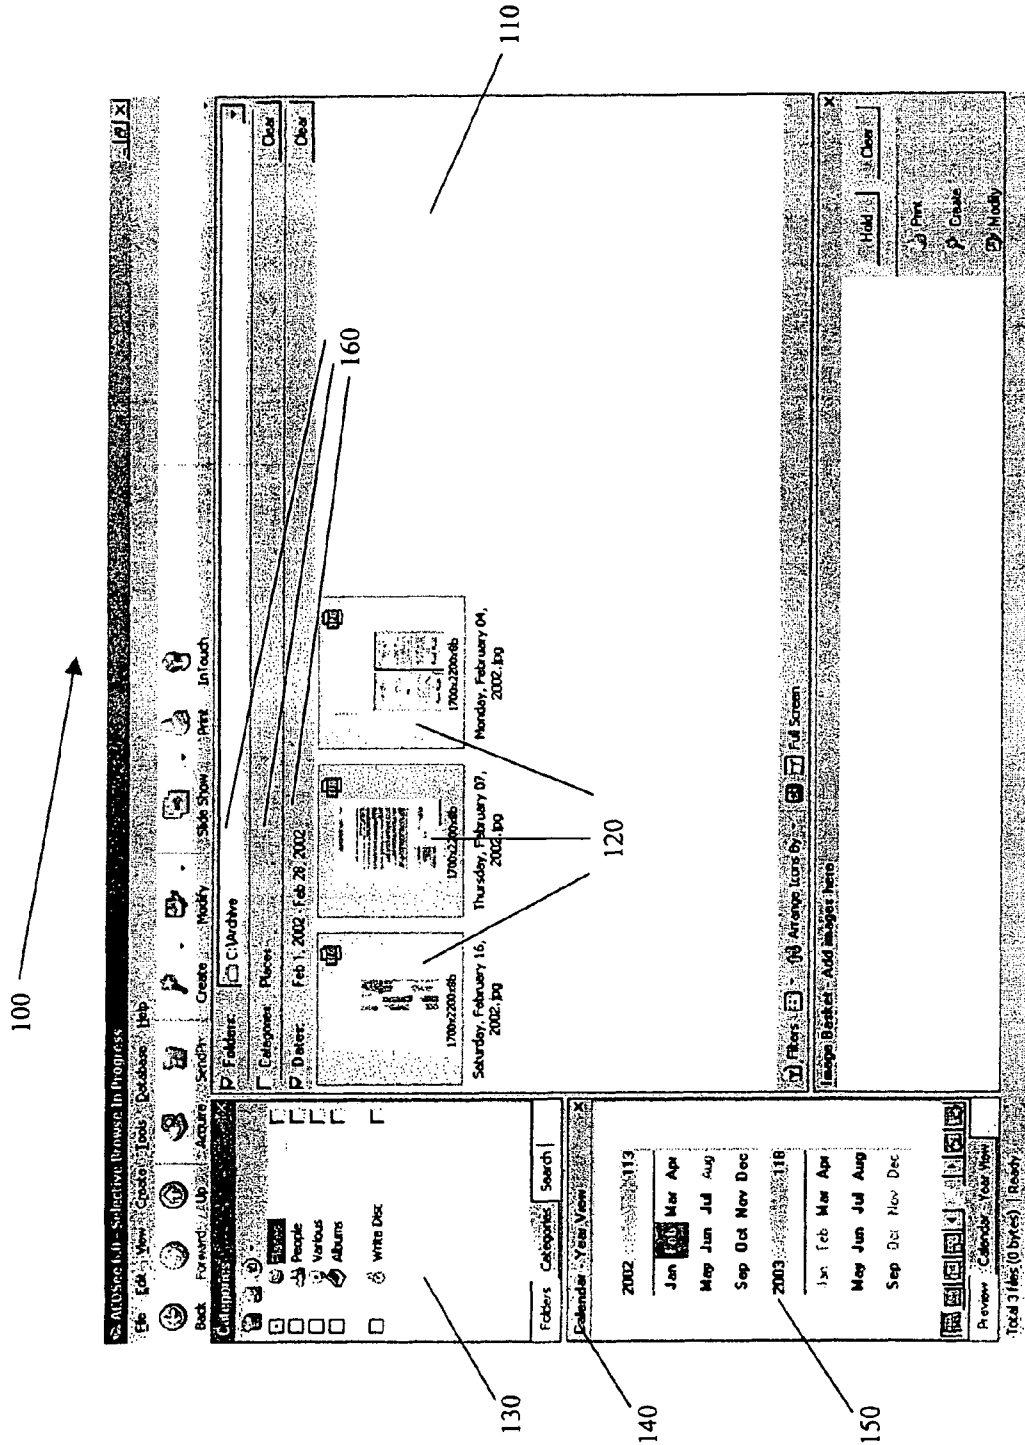 100
ACDSee 6.0 - Selective Browse In Progress
File Edit View Create Tools Database Help
Back Forward Up Acquire SendPix Create Modify Slide Show Print InTouch
Categories
People
Various
Albums
Write Disc
Folders Categories Search
Folders: C:\Archive
Categories: Places Clear
Dates: Feb 1, 2002 Feb 28, 2002 Clear
1700x2200x8b
Saturday, February 16,
2002.jpg
1700x2200x8b
Thursday, February 07,
2002.jpg
1700x2200x8b
Monday, February 04,
2002.jpg
160
110
120
130
Filters Arrange Icons By Full Screen
Calendar - Year View
2002 113
Jan Feb Mar Apr
May Jun Jul Aug
Sep Oct Nov Dec
2003 118
Jan Feb Mar Apr
May Jun Jul Aug
Sep Oct Nov Dec
Preview Calendar - Year View
140
150
Image Basket - Add images here
Hold Clear
Print
Create
Modify
Total 3 files (0 bytes) Ready